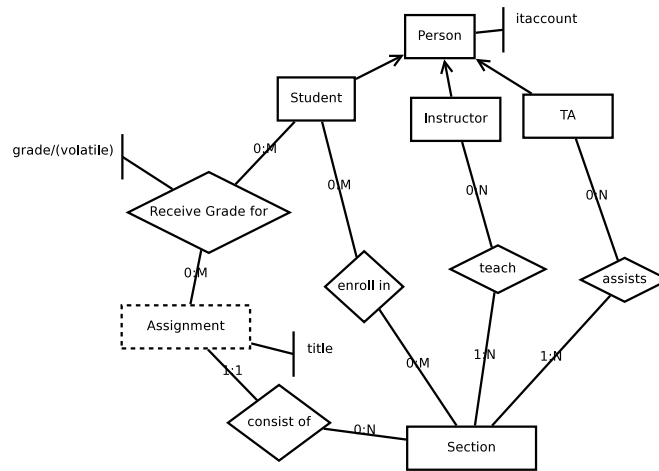 itaccount
Person
Student
Instructor
TA
grade/(volatile)
0:M
0:M
0:N
0:N
Receive Grade for
0:M
enroll in
teach
assists
Assignment
title
1:1
0:M
1:N
1:N
consist of
0:N
Section